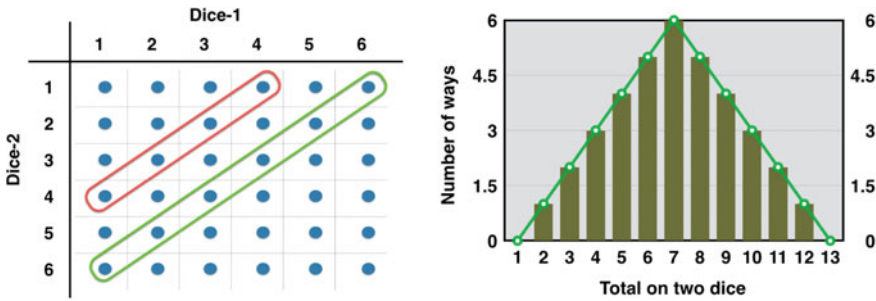 Dice-1
1 2 3 4 5 6
Dice-2
1
2
3
4
5
6
Number of ways
6 6
4.5 4.5
3 3
1.5 1.5
0 0
1 2 3 4 5 6 7 8 9 10 11 12 13
Total on two dice